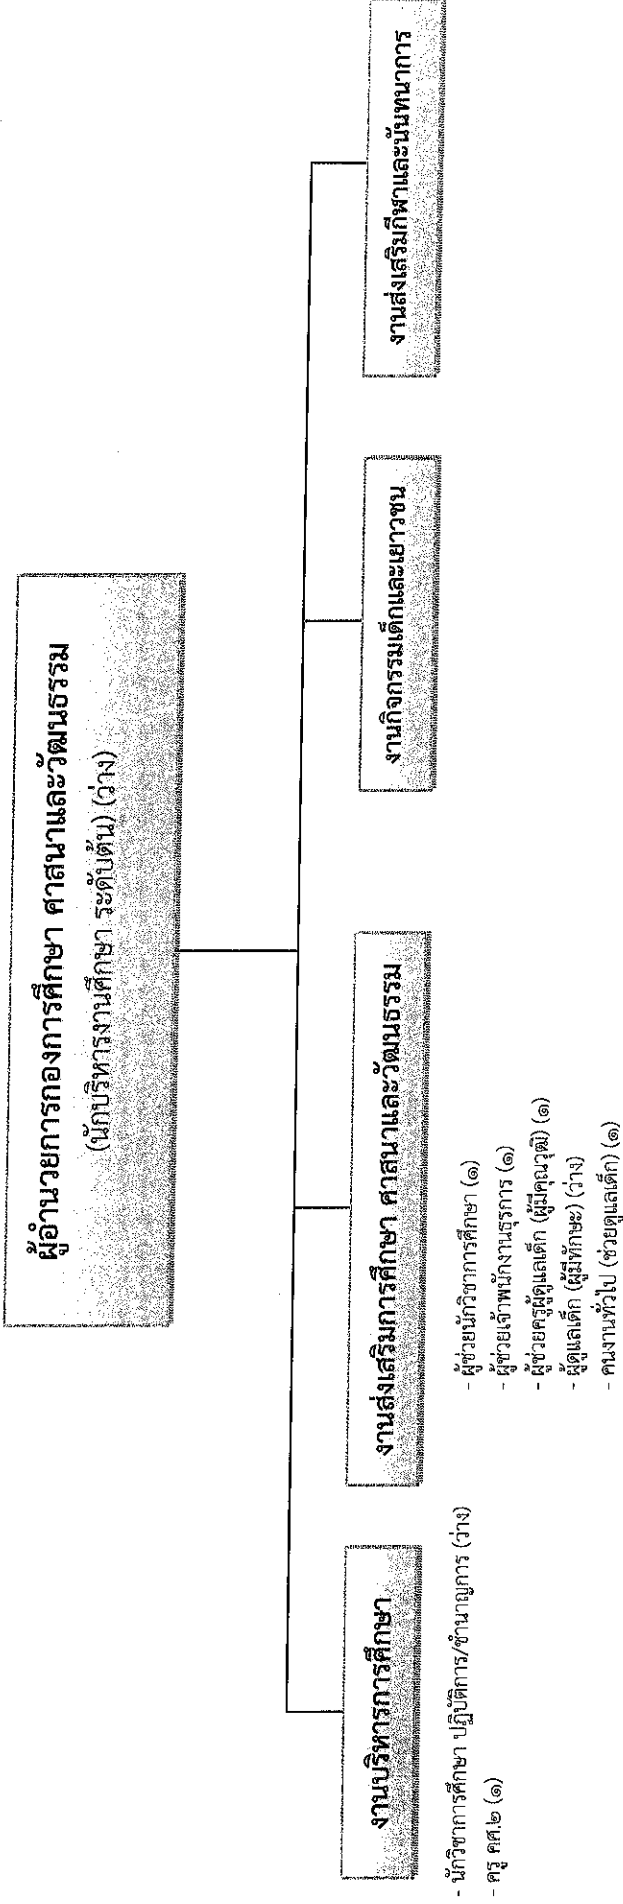 ผู้อำนวยการกองการศึกษา ศาสนาและวัฒนธรรม
(นักบริหารงานศึกษา ระดับต้น) (ว่าง)
งานบริหารการศึกษา
- นักวิชาการศึกษา ปฏิบัติการ/ชำนาญการ (ว่าง)
- ครู คศ.๒ (๑)
งานส่งเสริมการศึกษา ศาสนาและวัฒนธรรม
- ผู้ช่วยนักวิชาการศึกษา (๑)
- ผู้ช่วยเจ้าพนักงานธุรการ (๑)
- ผู้ช่วยครูผู้ดูแลเด็ก (ผู้มีคุณวุฒิ) (๑)
- ผู้ดูแลเด็ก (ผู้มีทักษะ) (ว่าง)
- คนงานทั่วไป (ช่วยดูแลเด็ก) (๑)
งานกิจกรรมเด็กและเยาวชน
งานส่งเสริมกีฬาและนันทนาการ